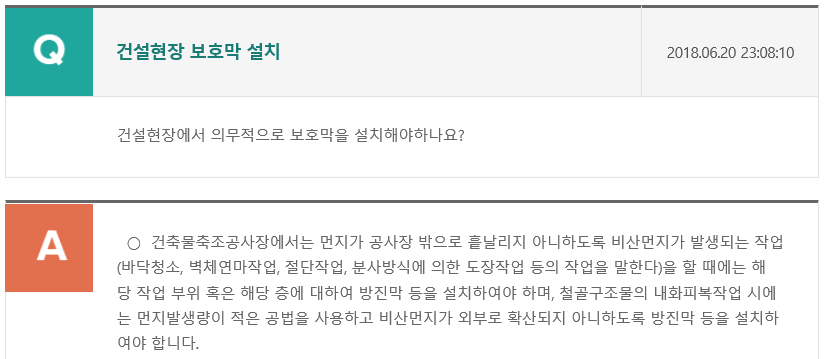 Q
건설현장 보호막 설치
2018.06.20 23:08:10
건설현장에서 의무적으로 보호막을 설치해야하나요?
A
○ 건축물축조공사장에서는 먼지가 공사장 밖으로 흩날리지 아니하도록 비산먼지가 발생되는 작업
(바닥청소, 벽체연마작업, 절단작업, 분사방식에 의한 도장작업 등의 작업을 말한다)을 할 때에는 해
당 작업 부위 혹은 해당 층에 대하여 방진막 등을 설치하여야 하며, 철골구조물의 내화피복작업 시에
는 먼지발생량이 적은 공법을 사용하고 비산먼지가 외부로 확산되지 아니하도록 방진막 등을 설치하
여야 합니다.